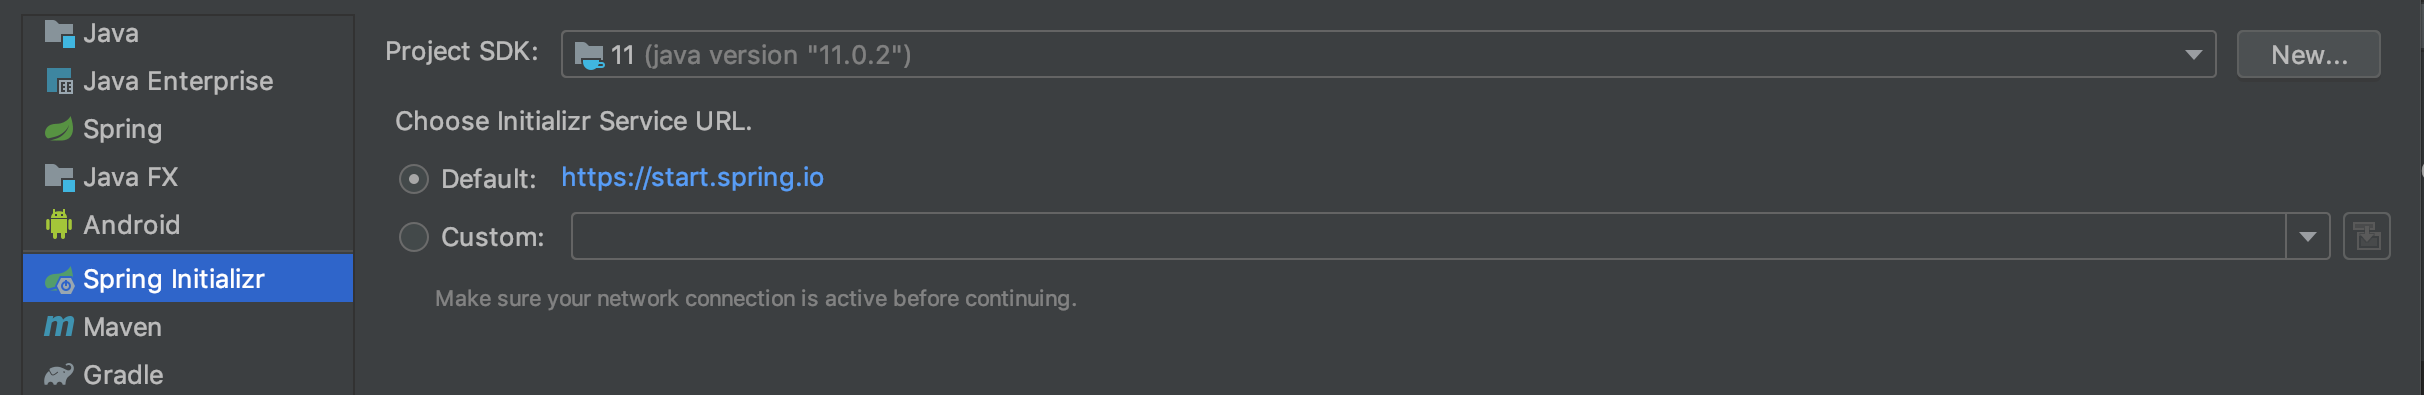 Java
Java Enterprise
Spring
Java FX
Android
Spring Initializr
Maven
Gradle
Project SDK: 11 (java version "11.0.2") New...
Choose Initializr Service URL.
Default: https://start.spring.io
Custom:
Make sure your network connection is active before continuing.